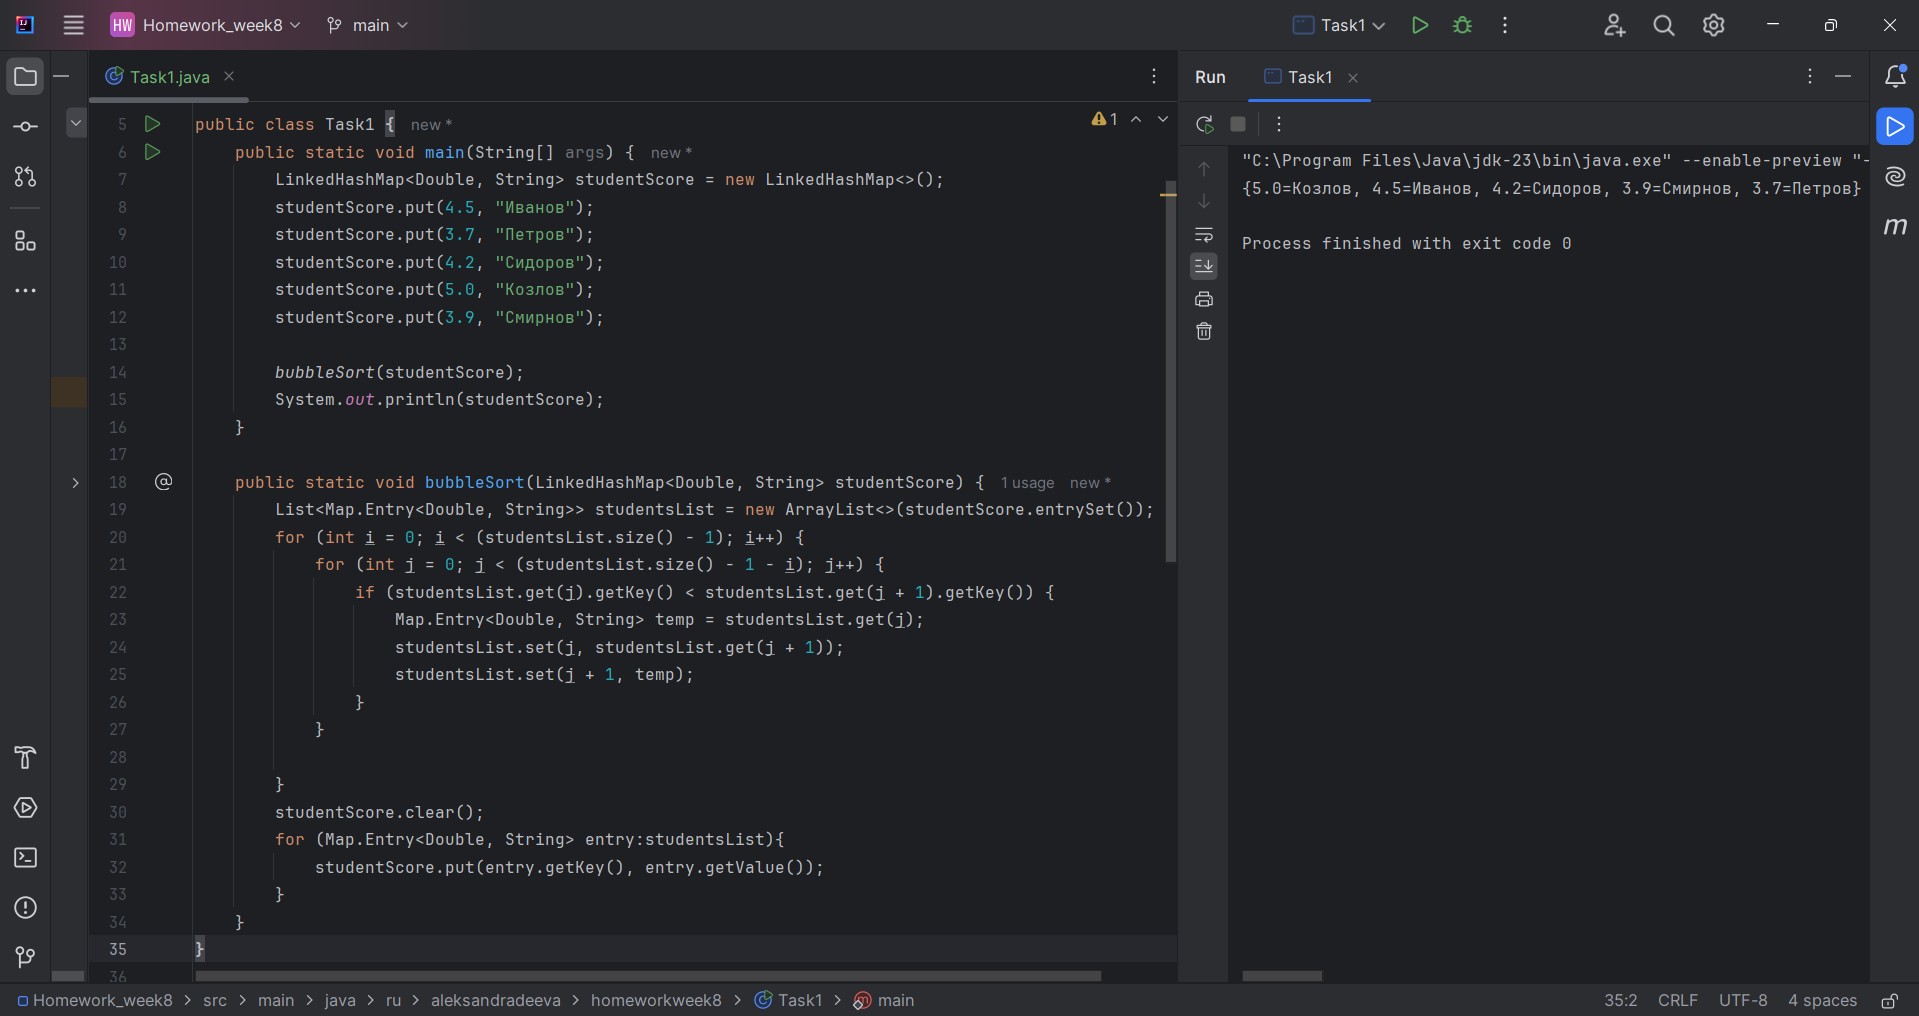 HW Homework_week8 main Task1
Task1.java
1
5 public class Task1 { new *
6 public static void main(String[] args) { new *
7 LinkedHashMap<Double, String> studentScore = new LinkedHashMap<>();
8 studentScore.put(4.5, "Иванов");
9 studentScore.put(3.7, "Петров");
10 studentScore.put(4.2, "Сидоров");
11 studentScore.put(5.0, "Козлов");
12 studentScore.put(3.9, "Смирнов");
13
14 bubbleSort(studentScore);
15 System.out.println(studentScore);
16 }
17
18 public static void bubbleSort(LinkedHashMap<Double, String> studentScore) { 1 usage new *
19 List<Map.Entry<Double, String>> studentsList = new ArrayList<>(studentScore.entrySet());
20 for (int i = 0; i < (studentsList.size() - 1); i++) {
21 for (int j = 0; j < (studentsList.size() - 1 - i); j++) {
22 if (studentsList.get(j).getKey() < studentsList.get(j + 1).getKey()) {
23 Map.Entry<Double, String> temp = studentsList.get(j);
24 studentsList.set(j, studentsList.get(j + 1));
25 studentsList.set(j + 1, temp);
26 }
27 }
28
29 }
30 studentScore.clear();
31 for (Map.Entry<Double, String> entry:studentsList){
32 studentScore.put(entry.getKey(), entry.getValue());
33 }
34 }
35 }
36
Run Task1
"C:\Program Files\Java\jdk-23\bin\java.exe" --enable-preview "-
{5.0=Козлов, 4.5=Иванов, 4.2=Сидоров, 3.9=Смирнов, 3.7=Петров}
Process finished with exit code 0
m
Homework_week8 > src > main > java > ru > aleksandradeeva > homeworkweek8 > Task1 > main 35:2 CRLF UTF-8 4 spaces